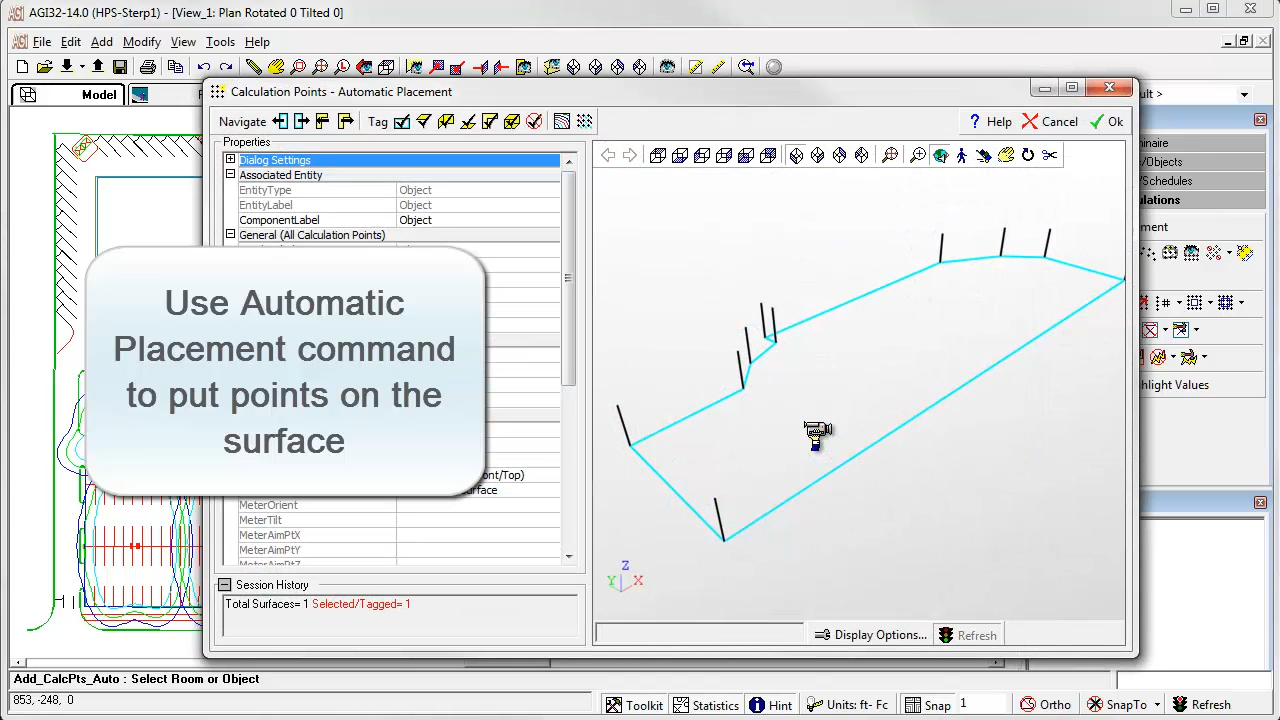 AGI32-14.0 (HPS-Sterp1) - [View_1: Plan Rotated 0 Tilted 0]
AGI File Edit Add Modify View Tools Help
Model
Calculation Points - Automatic Placement
Navigate Tag ? Help Cancel Ok
Properties
Dialog Settings
Associated Entity
EntityType Object
EntityLabel Object
ComponentLabel Object
General (All Calculation Points)
Use Automatic
Placement command
to put points on the
surface
ont/Top)
urface
MeterOrient
MeterTilt
MeterAimPtX
MeterAimPtY
MeterAimPtZ
Session History
Total Surfaces= 1 Selected/Tagged= 1
Z
Y X
Display Options... Refresh
ult >
inaire
/Objects
/Schedules
ulations
ment
hlight Values
Add_CalcPts_Auto : Select Room or Object
853, -248, 0
Toolkit Statistics Hint Units: ft- Fc Snap 1 Ortho SnapTo Refresh